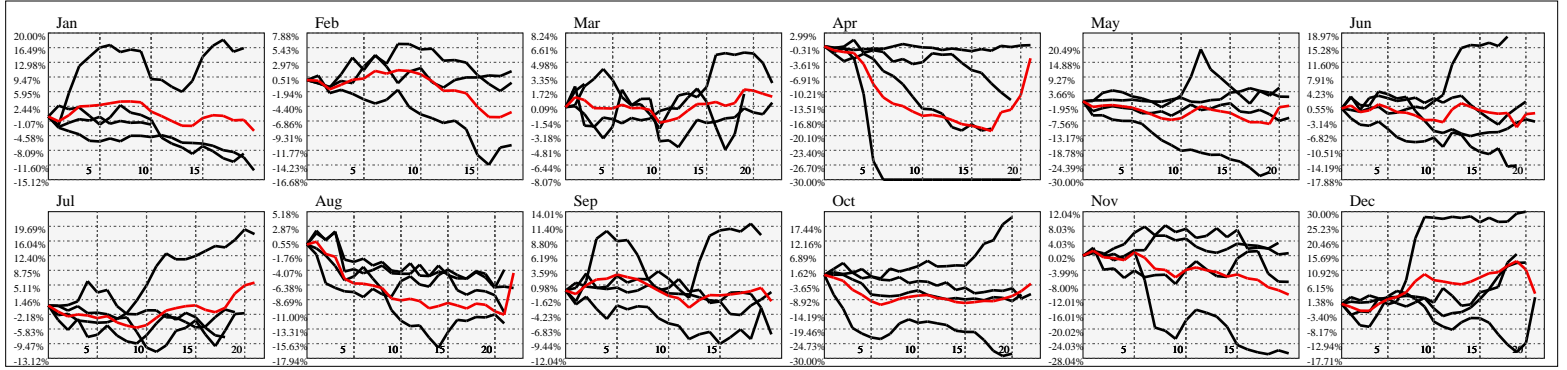 Jan Feb Mar Apr May Jun
20.00% 7.88% 8.24% 2.99% 18.97%
16.49% 5.43% 6.61% -0.31% 20.49% 15.28%
12.98% 2.97% 4.98% -3.61% 14.88% 11.60%
9.47% 0.51% 3.35% -6.91% 9.27% 7.91%
5.95% -1.94% 1.72% -10.21% 3.66% 4.23%
2.44% -4.40% 0.09% -13.51% -1.95% 0.55%
-1.07% -6.86% -1.54% -16.80% -7.56% -3.14%
-4.58% -9.31% -3.18% -20.10% -13.17% -6.82%
-8.09% -11.77% -4.81% -23.40% -18.78% -10.51%
-11.60% -14.23% -6.44% -26.70% -24.39% -14.19%
-15.12% -16.68% -8.07% -30.00% -30.00% -17.88%
5 10 15 5 10 15 20 5 10 15 20 5 10 15 20 5 10 15 20 5 10 15 20
Jul Aug Sep Oct Nov Dec
5.18% 14.01% 12.04% 30.00%
19.69% 2.87% 11.40% 17.44% 8.03% 25.23%
16.04% 0.55% 8.80% 12.16% 4.02% 20.46%
12.40% -1.76% 6.19% 6.89% 0.02% 15.69%
8.75% -4.07% 3.59% 1.62% -3.99% 10.92%
5.11% -6.38% 0.98% -3.65% -8.00% 6.15%
1.46% -8.69% -1.62% -8.92% -12.01% 1.38%
-2.18% -11.00% -4.23% -14.19% -16.02% -3.40%
-5.83% -13.31% -6.83% -19.46% -20.03% -8.17%
-9.47% -15.63% -9.44% -24.73% -24.03% -12.94%
-13.12% -17.94% -12.04% -30.00% -28.04% -17.71%
5 10 15 20 5 10 15 20 5 10 15 20 5 10 15 20 5 10 15 20 5 10 15 20